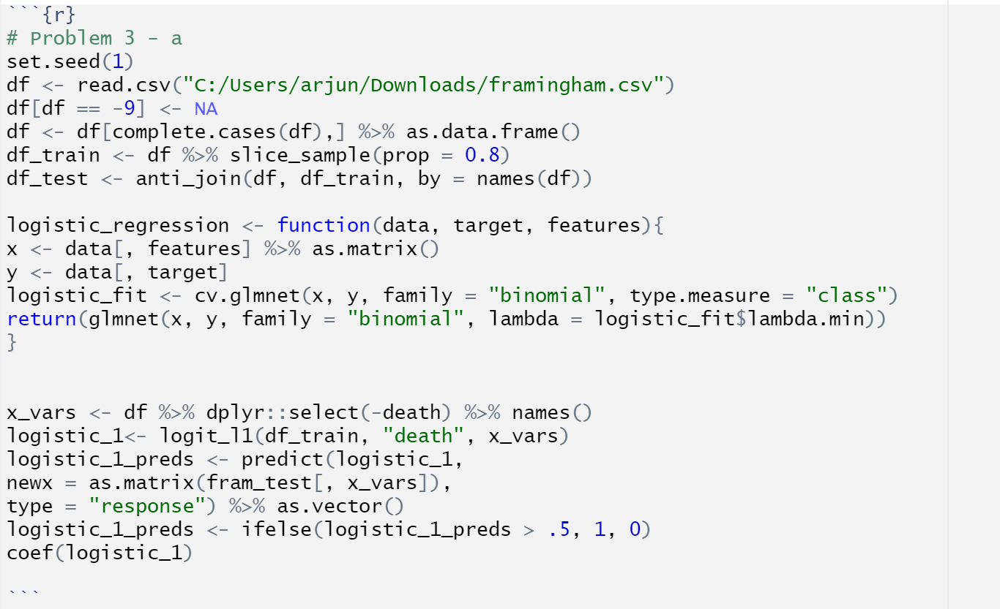 ```{r}
# Problem 3 - a
set.seed(1)
df <- read.csv("C:/Users/arjun/Downloads/framingham.csv")
df[df == -9] <- NA
df <- df[complete.cases(df),] %>% as.data.frame()
df_train <- df %>% slice_sample(prop = 0.8)
df_test <- anti_join(df, df_train, by = names(df))
logistic_regression <- function(data, target, features){
x <- data[, features] %>% as.matrix()
y <- data[, target]
logistic_fit <- cv.glmnet(x, y, family = "binomial", type.measure = "class")
return(glmnet(x, y, family = "binomial", lambda = logistic_fit$lambda.min))
}
x_vars <- df %>% dplyr::select(-death) %>% names()
logistic_1<- logit_l1(df_train, "death", x_vars)
logistic_1_preds <- predict(logistic_1,
newx = as.matrix(fram_test[, x_vars]),
type = "response") %>% as.vector()
logistic_1_preds <- ifelse(logistic_1_preds > .5, 1, 0)
coef(logistic_1)
```